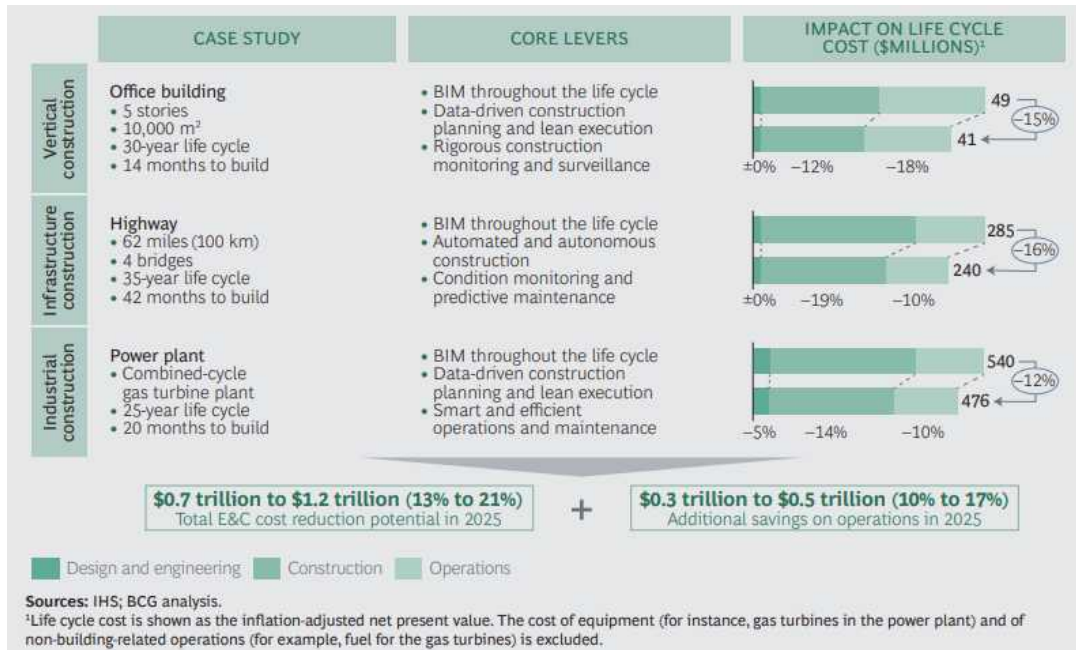 CASE STUDY
CORE LEVERS
IMPACT ON LIFE CYCLE
COST ($MILLIONS)¹
Vertical
construction
Office building
• 5 stories
• 10,000 m²
• 30-year life cycle
• 14 months to build
• BIM throughout the life cycle
• Data-driven construction
planning and lean execution
• Rigorous construction
monitoring and surveillance
49
–15%
41
±0%
–12%
–18%
Infrastructure
construction
Highway
• 62 miles (100 km)
• 4 bridges
• 35-year life cycle
• 42 months to build
• BIM throughout the life cycle
• Automated and autonomous
construction
• Condition monitoring and
predictive maintenance
285
–16%
240
±0%
–19%
–10%
Industrial
construction
Power plant
• Combined-cycle
gas turbine plant
• 25-year life cycle
• 20 months to build
• BIM throughout the life cycle
• Data-driven construction
planning and lean execution
• Smart and efficient
operations and maintenance
540
–12%
476
–5%
–14%
–10%
$0.7 trillion to $1.2 trillion (13% to 21%)
Total E&C cost reduction potential in 2025
+
$0.3 trillion to $0.5 trillion (10% to 17%)
Additional savings on operations in 2025
Design and engineering
Construction
Operations
Sources: IHS; BCG analysis.
¹Life cycle cost is shown as the inflation-adjusted net present value. The cost of equipment (for instance, gas turbines in the power plant) and of
non-building-related operations (for example, fuel for the gas turbines) is excluded.